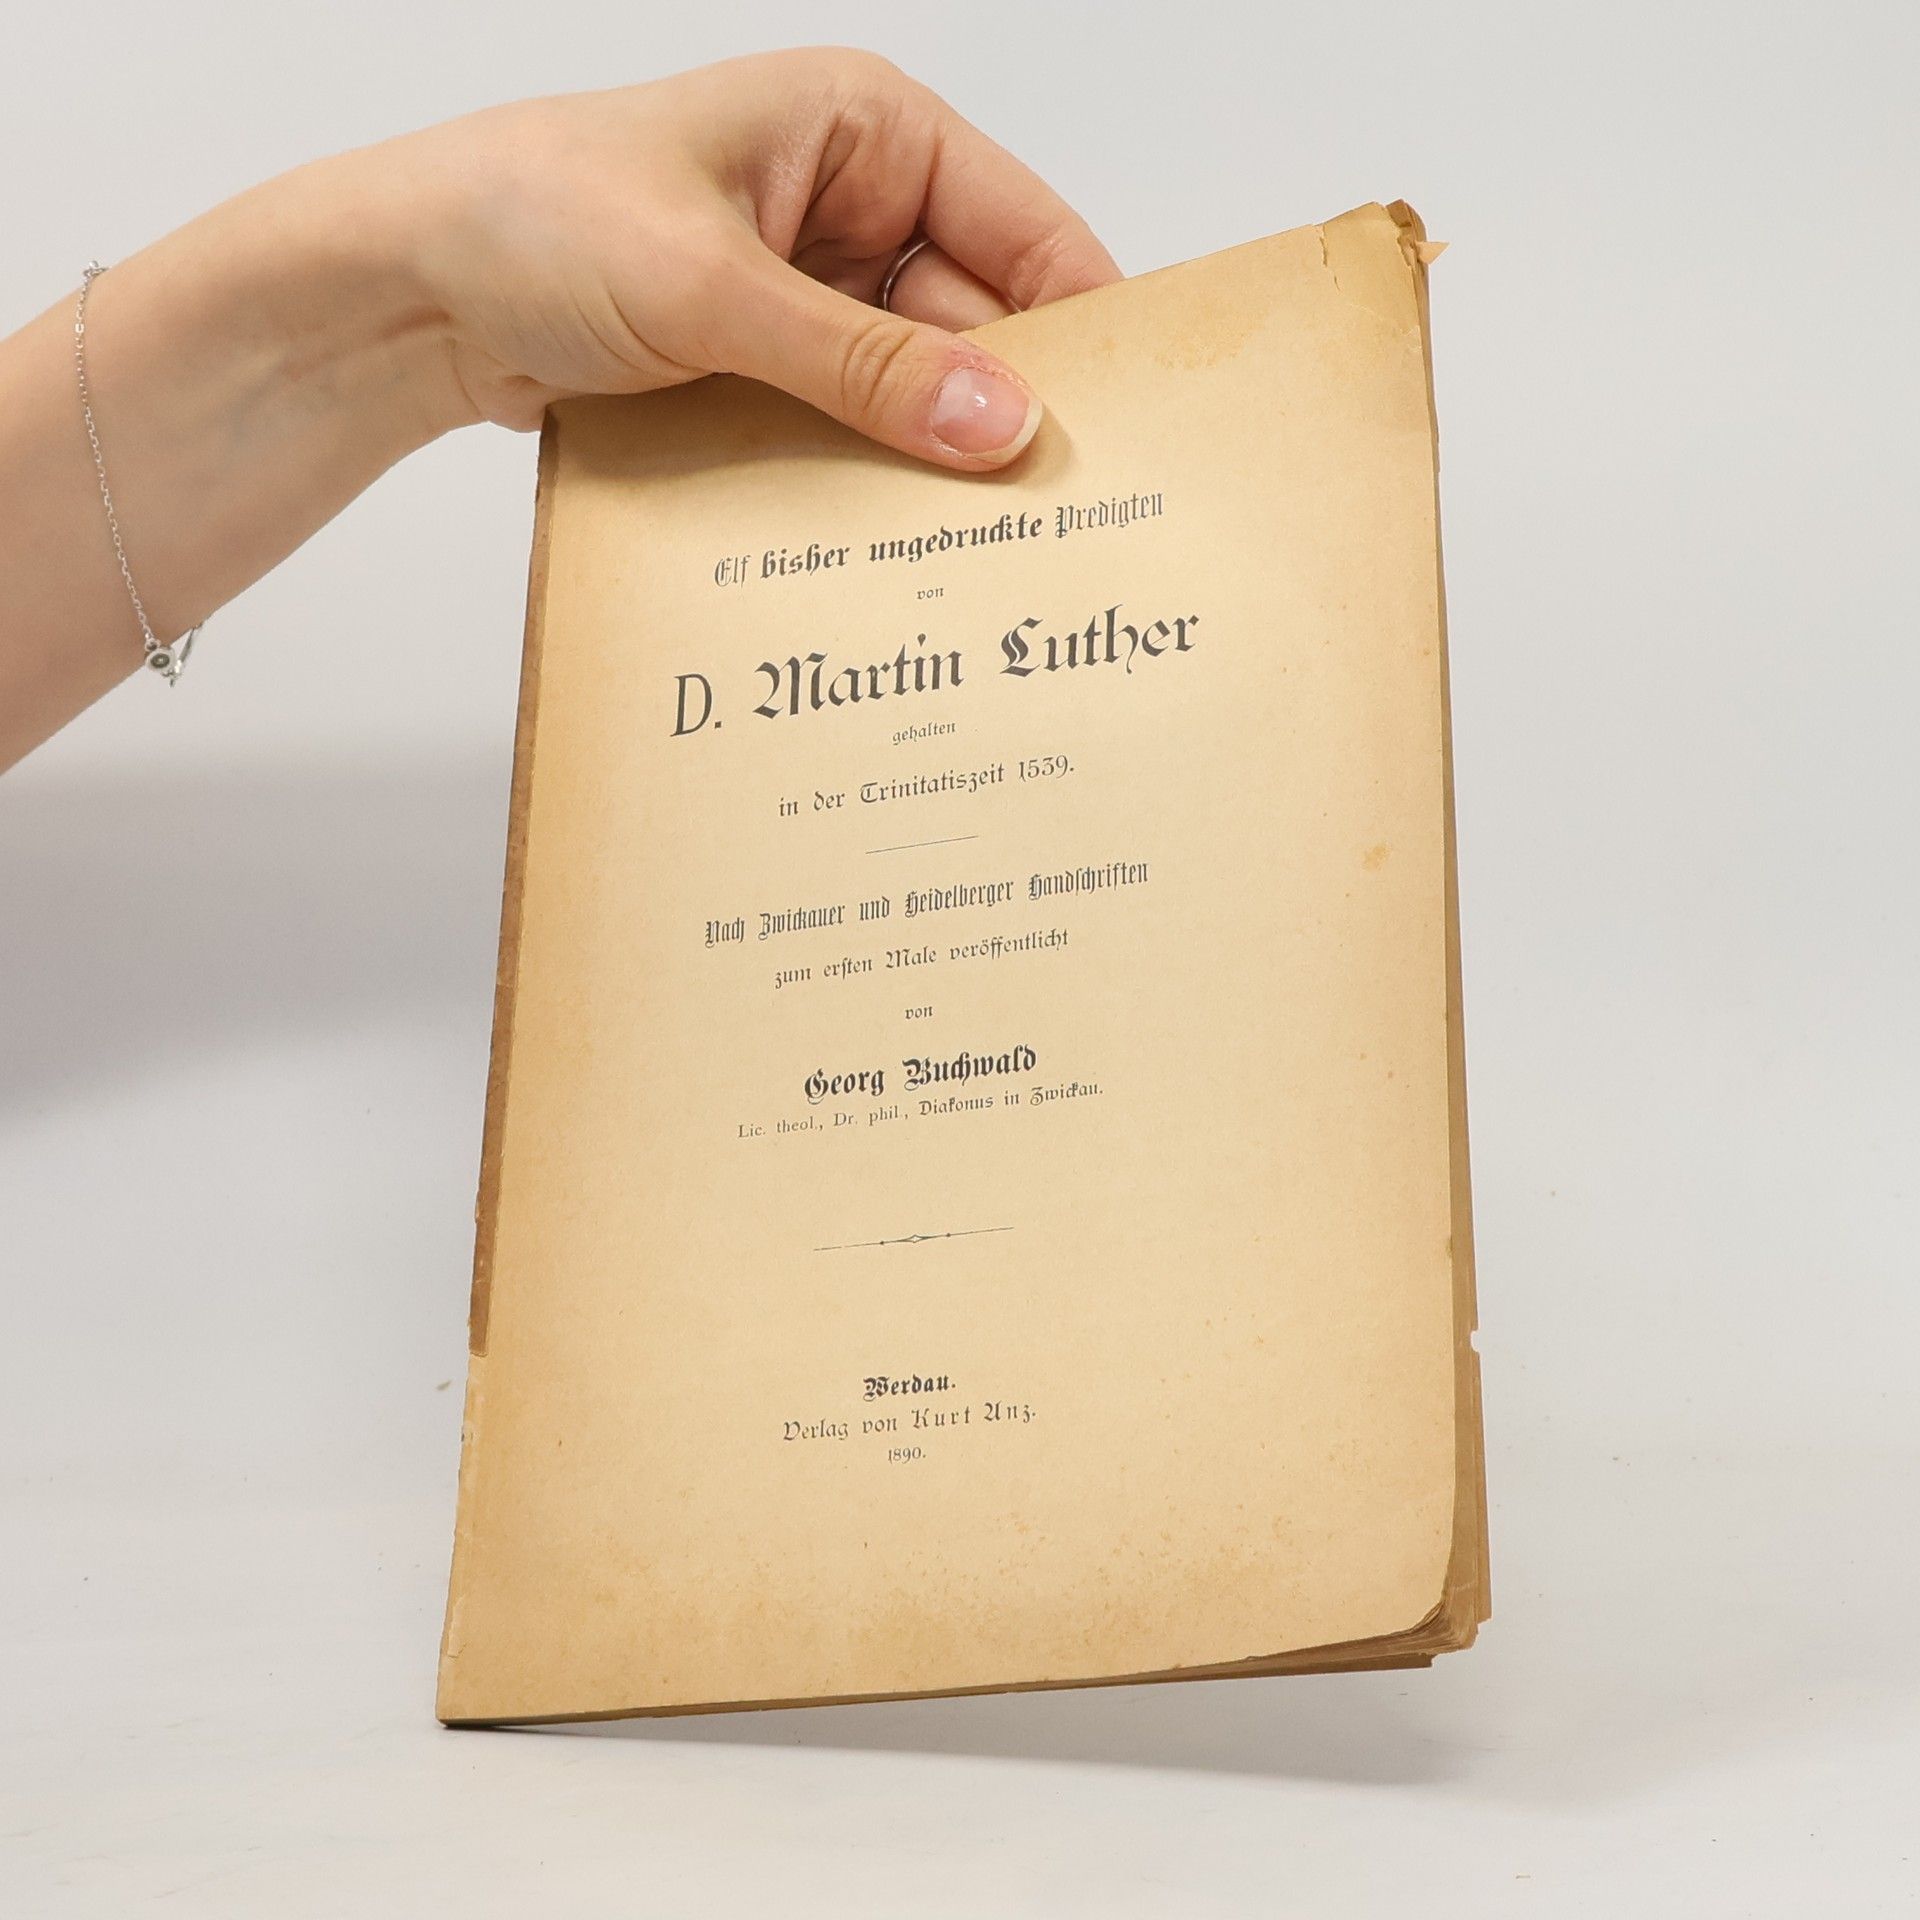 Elf bisher ungedruckte Predigten
von
D. Martin Luther
gehalten
in der Trinitatiszeit 1539.
Nach Zwickauer und Heidelberger Handſchriften
zum erſten Male veröffentlicht
von
Georg Buchwald
Lic. theol., Dr. phil., Diakonus in Zwickau.
Werdau.
Verlag von Kurt Anz.
1890.